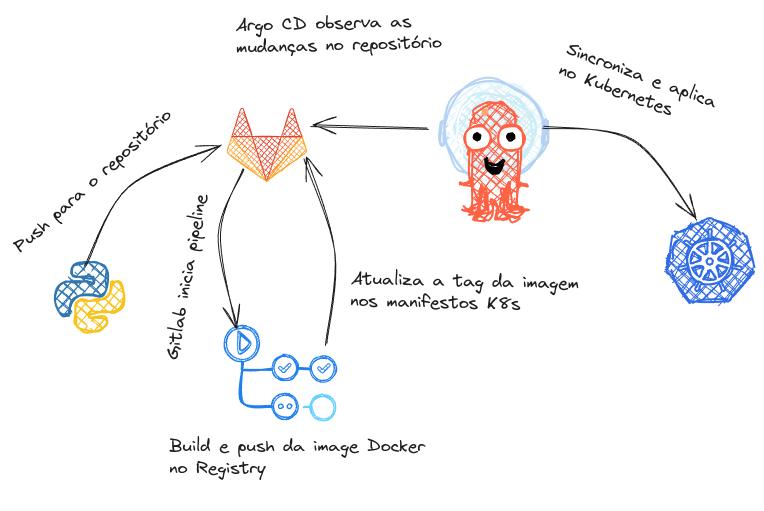 Argo CD observa as
mudanças no repositório
Sincroniza e aplica
no Kubernetes
Push para o repositório
Gitlab inicia pipeline
Atualiza a tag da imagem
nos manifestos K8s
Build e push da image Docker
no Registry